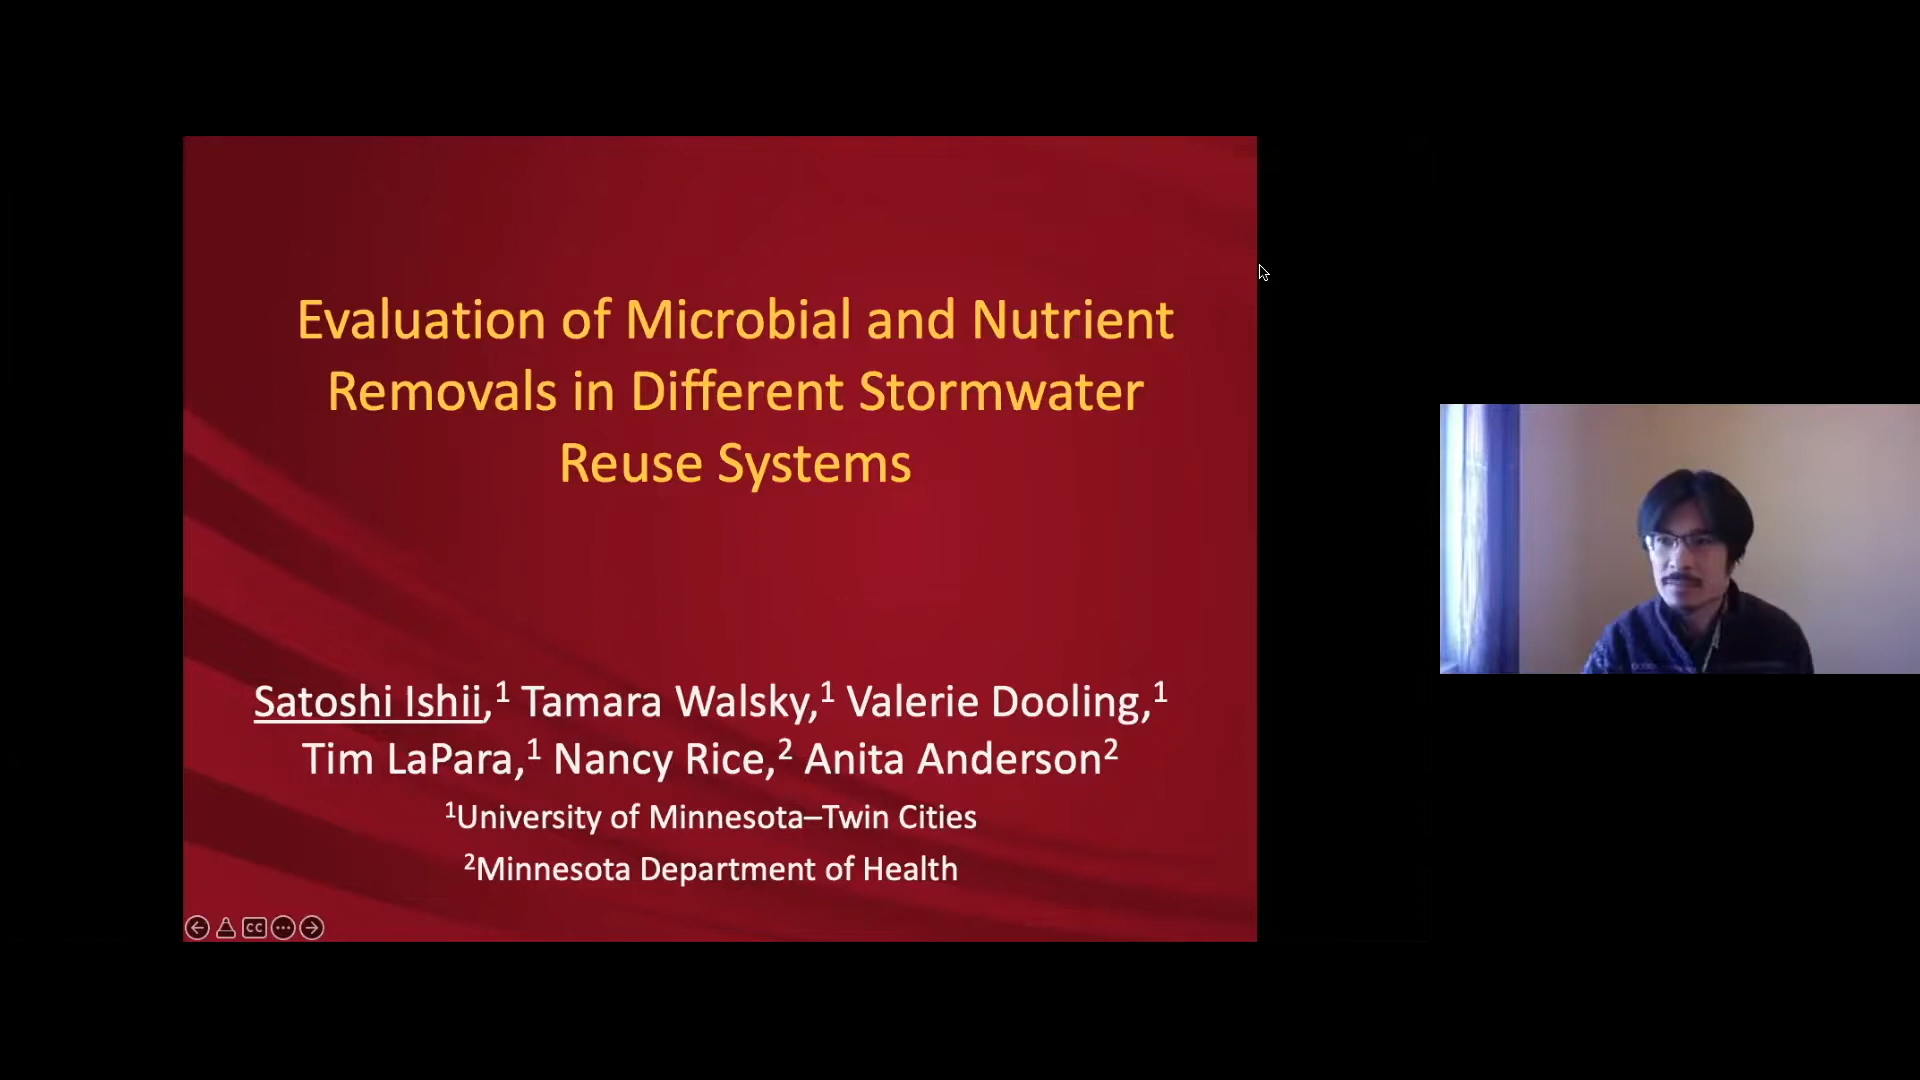 Evaluation of Microbial and Nutrient
Removals in Different Stormwater
Reuse Systems
Satoshi Ishii,¹ Tamara Walsky,¹ Valerie Dooling,¹
Tim LaPara,¹ Nancy Rice,² Anita Anderson²
¹University of Minnesota–Twin Cities
²Minnesota Department of Health
CC